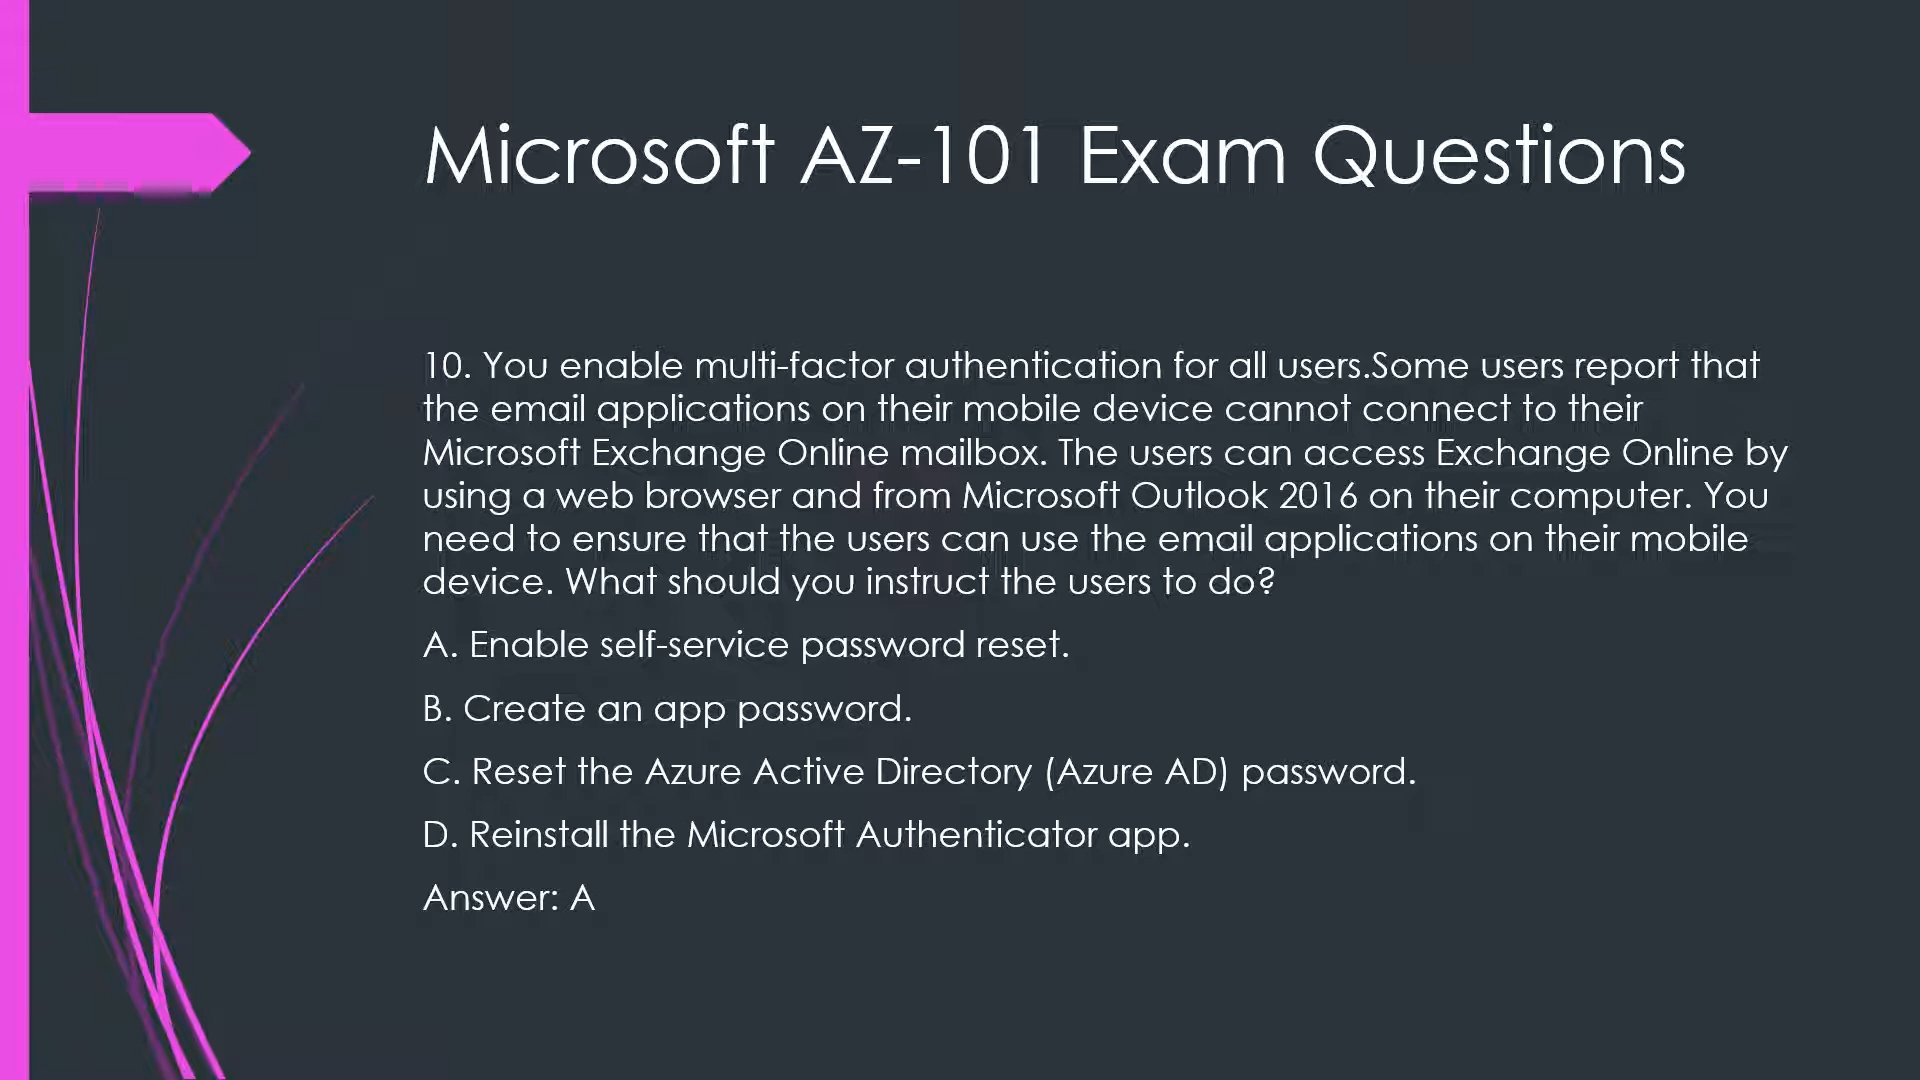 Microsoft AZ-101 Exam Questions
10. You enable multi-factor authentication for all users.Some users report that
the email applications on their mobile device cannot connect to their
Microsoft Exchange Online mailbox. The users can access Exchange Online by
using a web browser and from Microsoft Outlook 2016 on their computer. You
need to ensure that the users can use the email applications on their mobile
device. What should you instruct the users to do?
A. Enable self-service password reset.
B. Create an app password.
C. Reset the Azure Active Directory (Azure AD) password.
D. Reinstall the Microsoft Authenticator app.
Answer: A